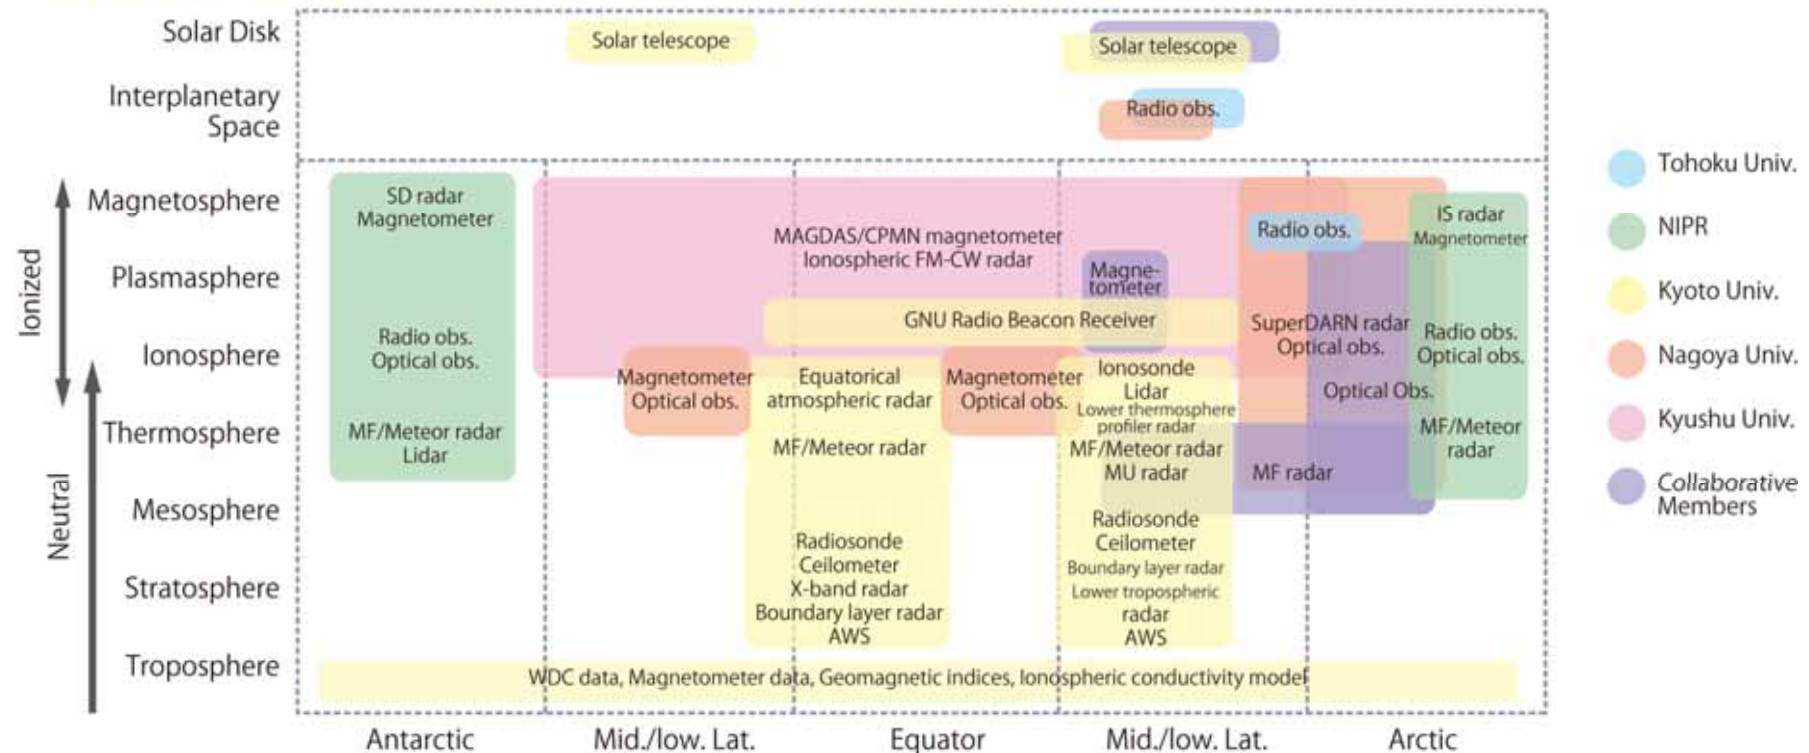 Solar Disk
Solar telescope
Solar telescope
Interplanetary
Space
Radio obs.
Ionized
Neutral
Magnetosphere
Plasmasphere
Ionosphere
Thermosphere
Mesosphere
Stratosphere
Troposphere
SD radar
Magnetometer
Radio obs.
Optical obs.
MF/Meteor radar
Lidar
MAGDAS/CPMN magnetometer
Ionospheric FM-CW radar
Magne-
tometer
GNU Radio Beacon Receiver
Magnetometer
Optical obs.
Equatorical
atmospheric radar
MF/Meteor radar
Radiosonde
Ceilometer
X-band radar
Boundary layer radar
AWS
Magnetometer
Optical obs.
Ionosonde
Lidar
Lower thermosphere
profiler radar
MF/Meteor radar
MU radar
Radiosonde
Ceilometer
Boundary layer radar
Lower tropospheric
radar
AWS
Radio obs.
SuperDARN radar
Optical obs.
Optical Obs.
MF radar
IS radar
Magnetometer
Radio obs.
Optical obs.
MF/Meteor
radar
WDC data, Magnetometer data, Geomagnetic indices, Ionospheric conductivity model
Antarctic
Mid./low. Lat.
Equator
Mid./low. Lat.
Arctic
Tohoku Univ.
NIPR
Kyoto Univ.
Nagoya Univ.
Kyushu Univ.
Collaborative
Members